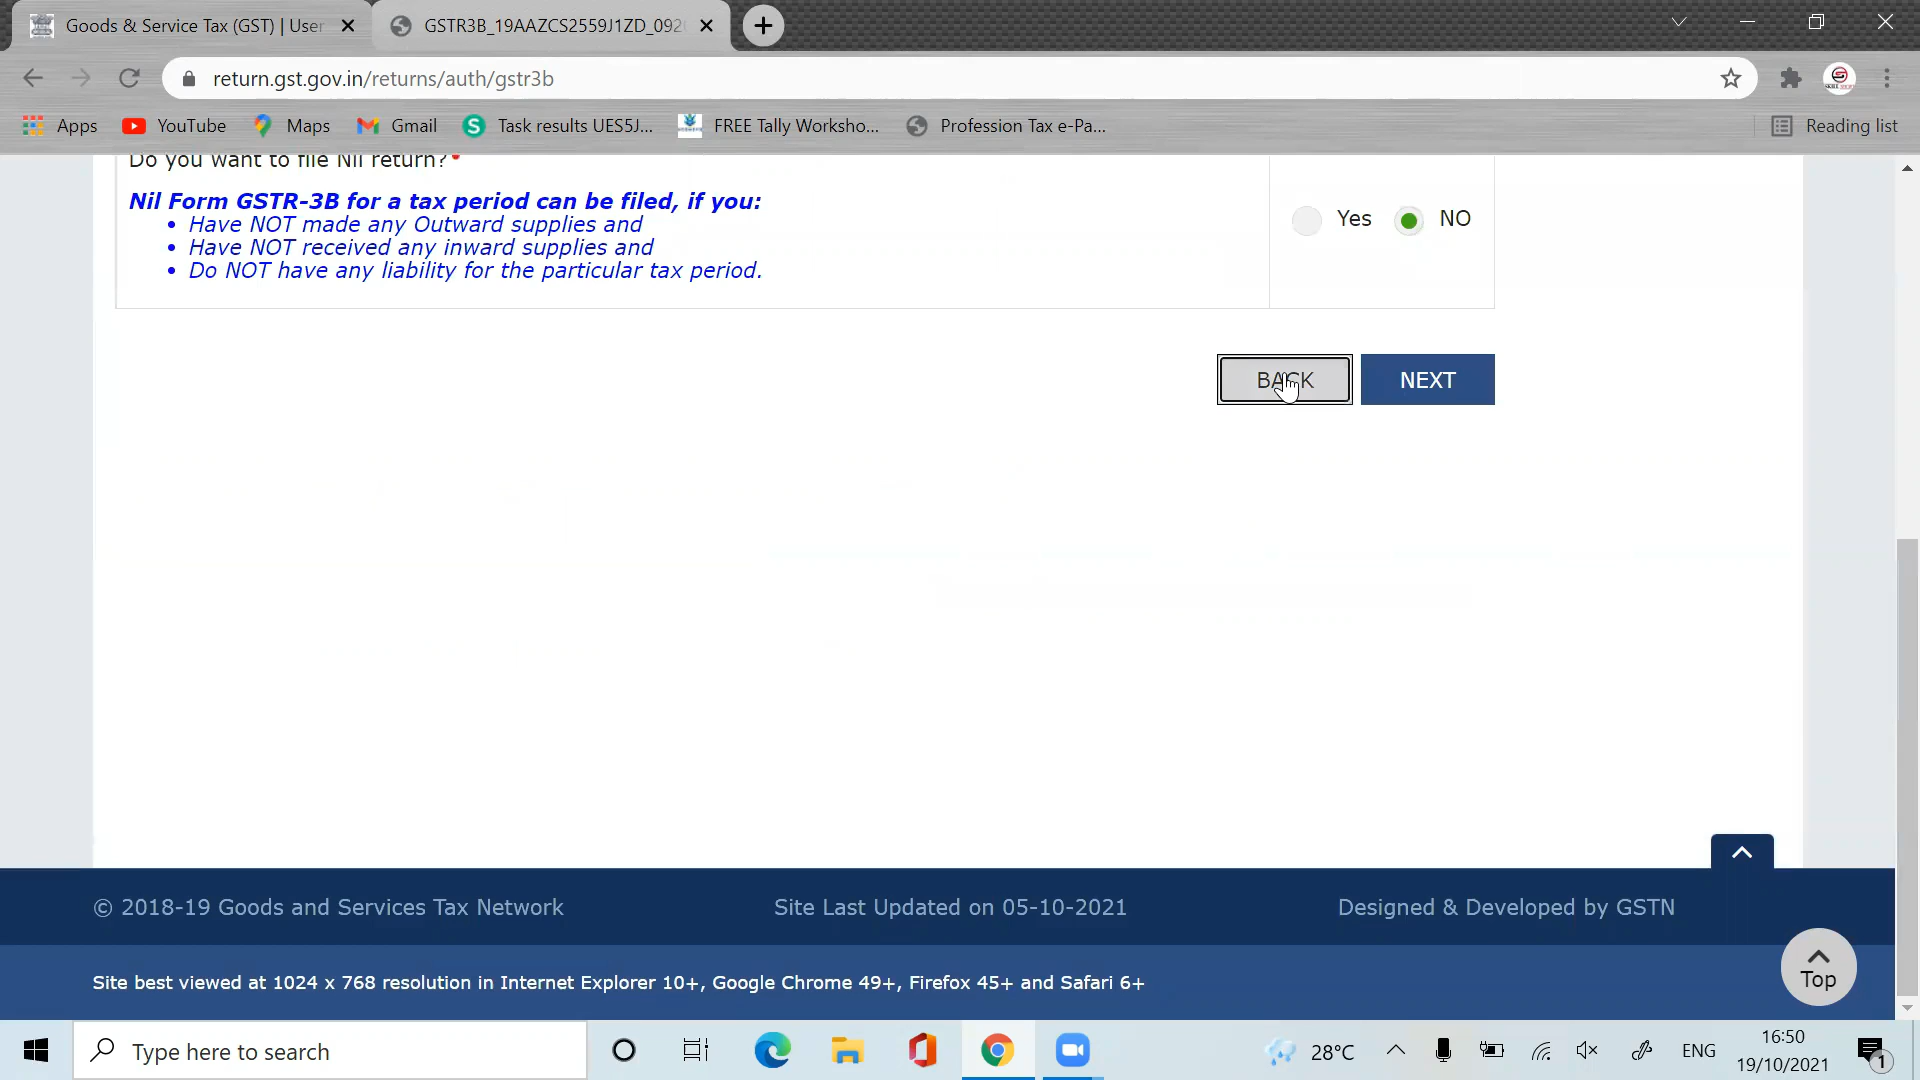 Goods & Service Tax (GST) | User
GSTR3B_19AAZCS2559J1ZD_092
return.gst.gov.in/returns/auth/gstr3b
Apps
YouTube
Maps
Gmail
Task results UES5J...
FREE Tally Worksho...
Profession Tax e-Pa...
Reading list
Do you want to file Nil return?•
Nil Form GSTR-3B for a tax period can be filed, if you:
• Have NOT made any Outward supplies and
• Have NOT received any inward supplies and
• Do NOT have any liability for the particular tax period.
Yes
NO
BACK
NEXT
© 2018-19 Goods and Services Tax Network
Site Last Updated on 05-10-2021
Designed & Developed by GSTN
Site best viewed at 1024 x 768 resolution in Internet Explorer 10+, Google Chrome 49+, Firefox 45+ and Safari 6+
Top
Type here to search
28°C
ENG
16:50
19/10/2021
1